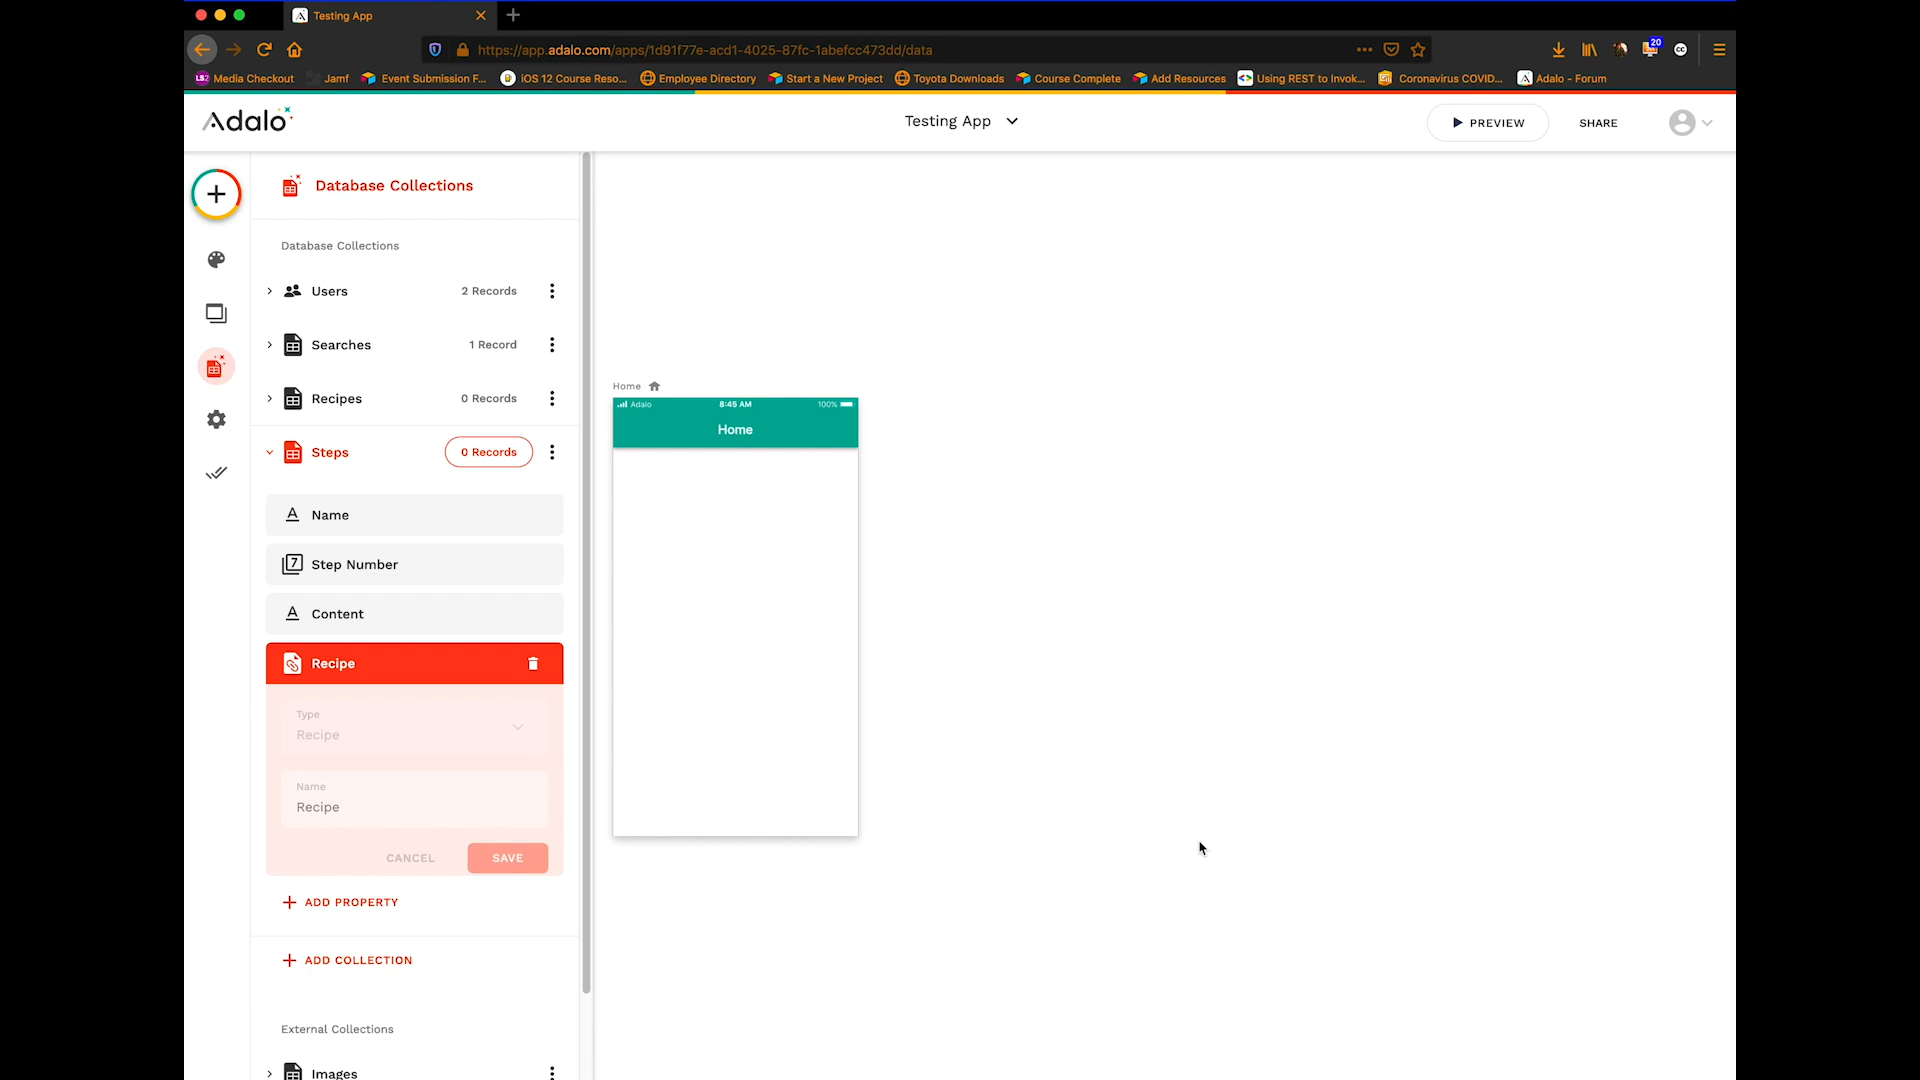 Testing App
https://app.adalo.com/apps/1d91f77e-acd1-4025-87fc-1abefcc473dd/data
20
CC
Media Checkout
Jamf
Event Submission F...
iOS 12 Course Reso...
Employee Directory
Start a New Project
Toyota Downloads
Course Complete
Add Resources
Using REST to Invok...
Coronavirus COVID...
Adalo - Forum
Adalo
Testing App
PREVIEW
SHARE
Database Collections
Database Collections
Users
2 Records
Searches
1 Record
Recipes
0 Records
Steps
0 Records
Name
7 Step Number
Content
Recipe
Type
Recipe
Name
Recipe
CANCEL
SAVE
ADD PROPERTY
ADD COLLECTION
External Collections
Images
Home
Adalo
8:45 AM
100%
Home